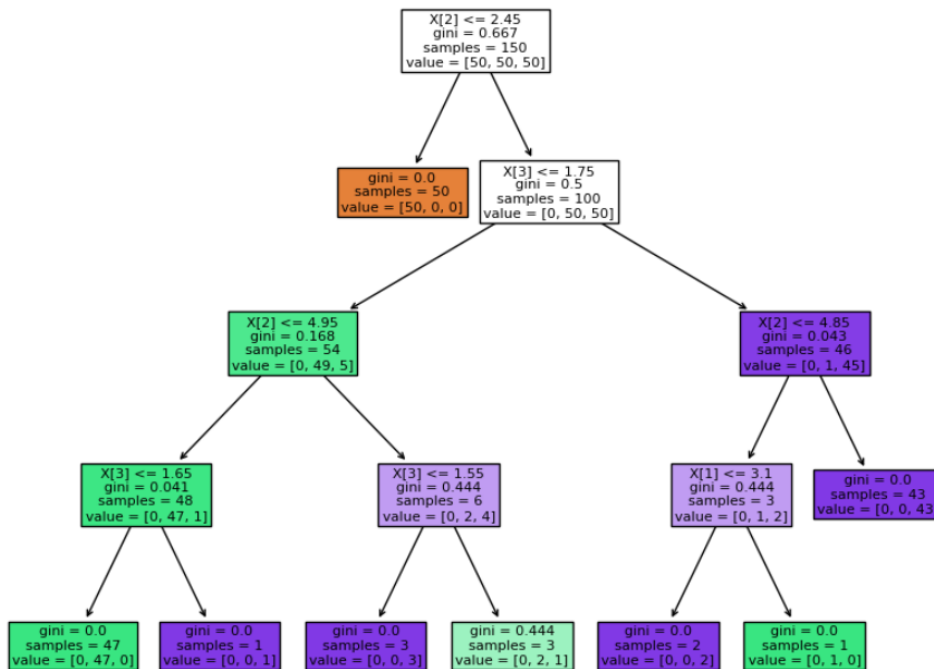 X[2] <= 2.45
gini = 0.667
samples = 150
value = [50, 50, 50]
gini = 0.0
samples = 50
value = [50, 0, 0]
X[3] <= 1.75
gini = 0.5
samples = 100
value = [0, 50, 50]
X[2] <= 4.95
gini = 0.168
samples = 54
value = [0, 49, 5]
X[2] <= 4.85
gini = 0.043
samples = 46
value = [0, 1, 45]
X[3] <= 1.65
gini = 0.041
samples = 48
value = [0, 47, 1]
X[3] <= 1.55
gini = 0.444
samples = 6
value = [0, 2, 4]
X[1] <= 3.1
gini = 0.444
samples = 3
value = [0, 1, 2]
gini = 0.0
samples = 43
value = [0, 0, 43]
gini = 0.0
samples = 47
value = [0, 47, 0]
gini = 0.0
samples = 1
value = [0, 0, 1]
gini = 0.0
samples = 3
value = [0, 0, 3]
gini = 0.444
samples = 3
value = [0, 2, 1]
gini = 0.0
samples = 2
value = [0, 0, 2]
gini = 0.0
samples = 1
value = [0, 1, 0]